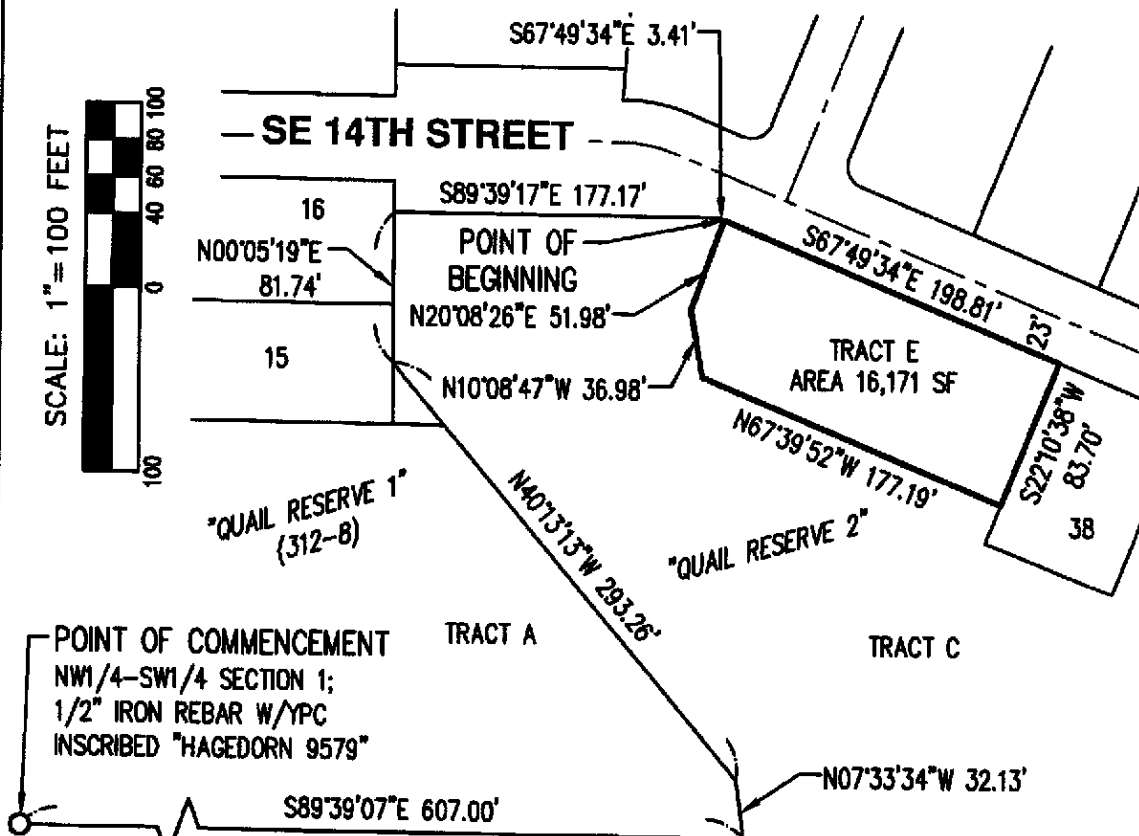 S67°49'34"E 3.41'
SCALE: 1"=100 FEET
100
80
60
40
0
100
SE 14TH STREET
16
S89°39'17"E 177.17'
N00°05'19"E
81.74'
POINT OF
BEGINNING
N20°08'26"E 51.98'
S67°49'34"E 198.81'
23'
15
N10°08'47"W 36.98'
TRACT E
AREA 16,171 SF
N67°39'52"W 177.19'
S22°10'38"W
83.70'
38
"QUAIL RESERVE 1"
(312-8)
N40°13'13"W 293.26'
"QUAIL RESERVE 2"
POINT OF COMMENCEMENT
NW1/4-SW1/4 SECTION 1;
1/2" IRON REBAR W/YPC
INSCRIBED "HAGEDORN 9579"
TRACT A
TRACT C
N07°33'34"W 32.13'
S89°39'07"E 607.00'